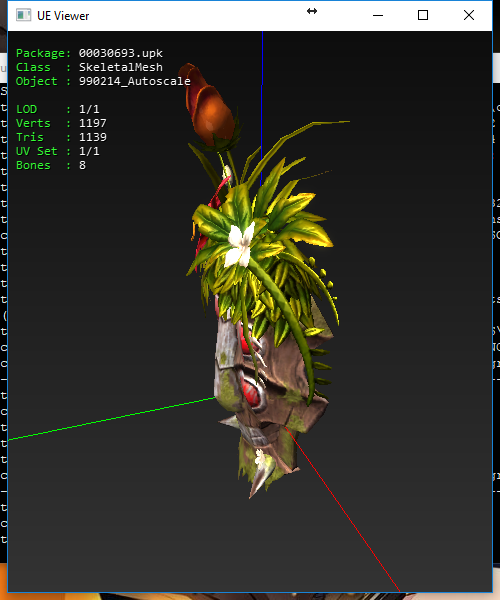 UE Viewer
Package: 00030693.upk
Class : SkeletalMesh
Object : 990214_Autoscale
LOD : 1/1
Verts : 1197
Tris : 1139
UV Set : 1/1
Bones : 8